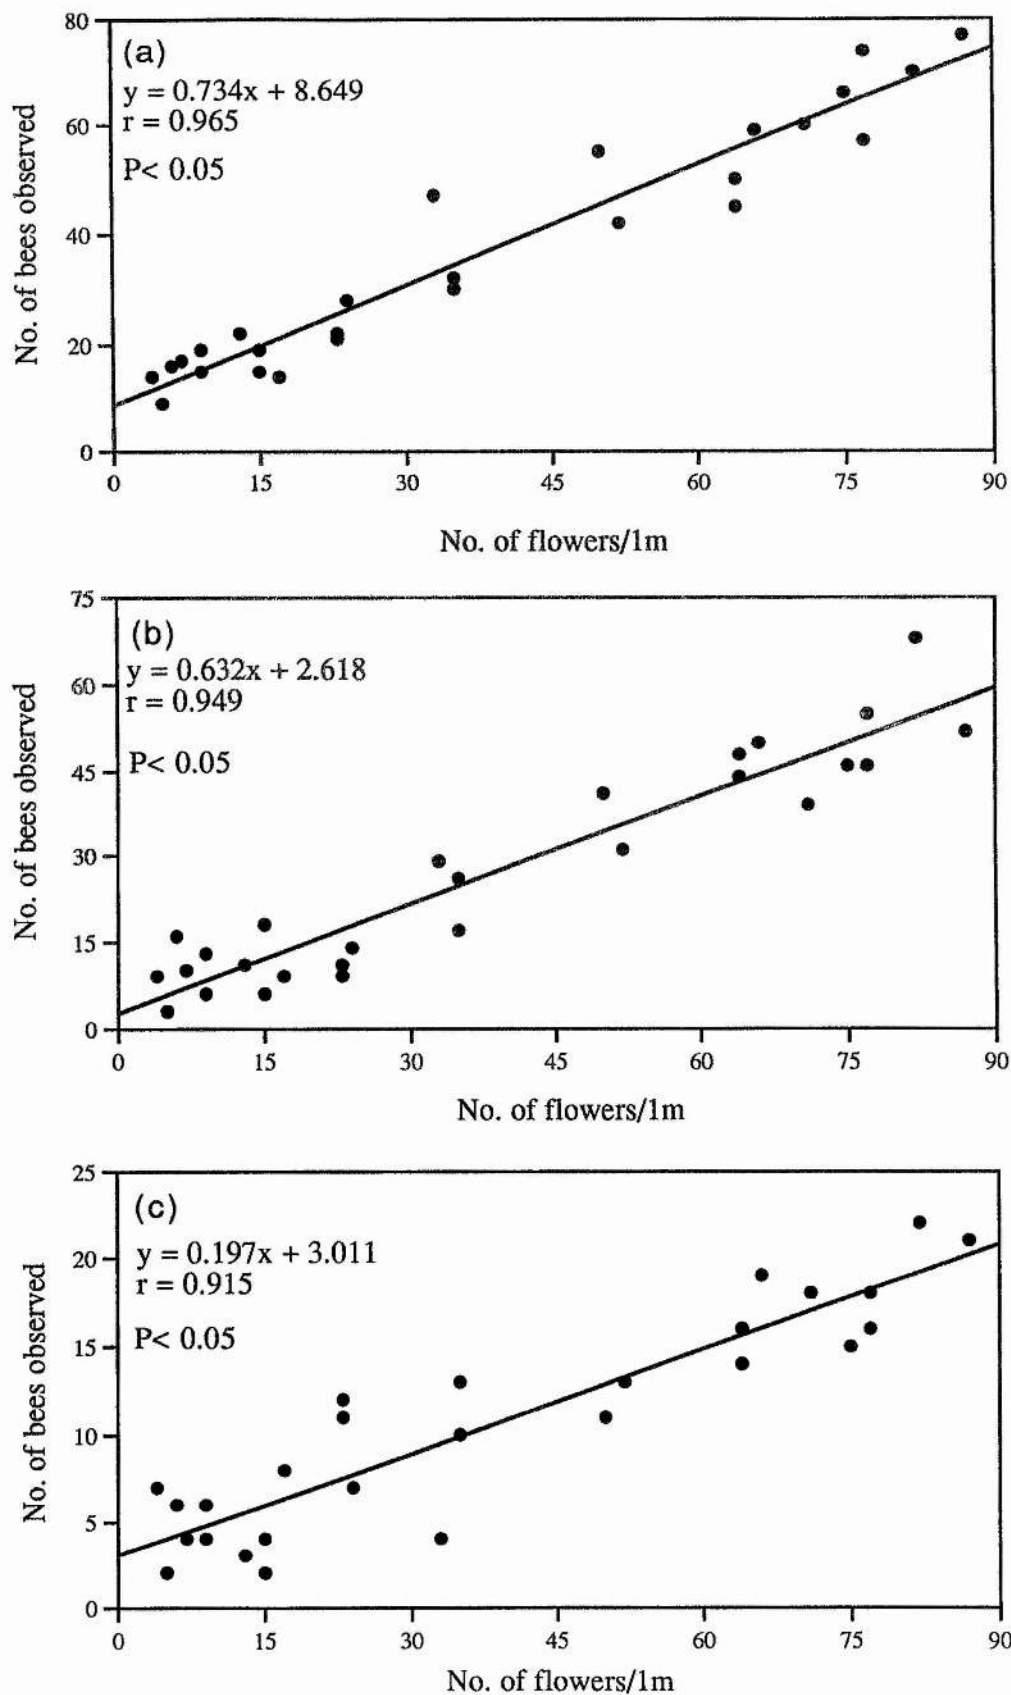 80
(a)
y = 0.734x + 8.649
r = 0.965
P< 0.05
60
40
20
0
No. of bees observed
0 15 30 45 60 75 90
No. of flowers/1m
75
(b)
y = 0.632x + 2.618
r = 0.949
P< 0.05
60
45
30
15
0
No. of bees observed
0 15 30 45 60 75 90
No. of flowers/1m
25
(c)
y = 0.197x + 3.011
r = 0.915
P< 0.05
20
15
10
5
0
No. of bees observed
0 15 30 45 60 75 90
No. of flowers/1m